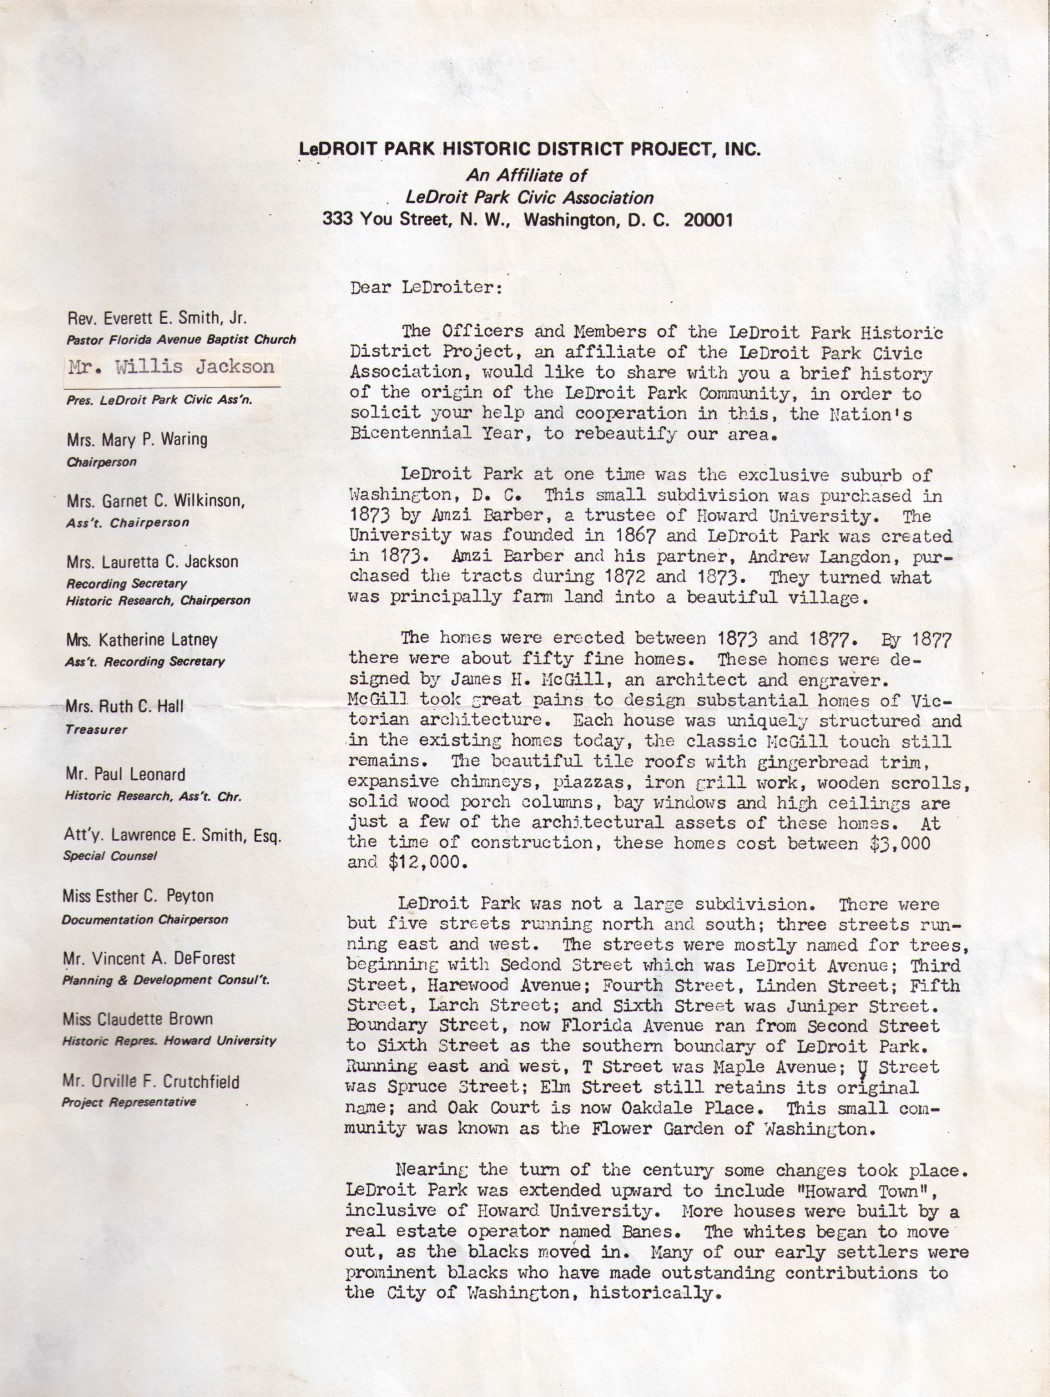 LeDROIT PARK HISTORIC DISTRICT PROJECT, INC.
An Affiliate of
LeDroit Park Civic Association
333 You Street, N. W., Washington, D. C. 20001
Rev. Everett E. Smith, Jr.
Pastor Florida Avenue Baptist Church
Mr. Willis Jackson
Pres. LeDroit Park Civic Ass'n.
Mrs. Mary P. Waring
Chairperson
Mrs. Garnet C. Wilkinson,
Ass't. Chairperson
Mrs. Lauretta C. Jackson
Recording Secretary
Historic Research, Chairperson
Mrs. Katherine Latney
Ass't. Recording Secretary
Mrs. Ruth C. Hall
Treasurer
Mr. Paul Leonard
Historic Research, Ass't. Chr.
Att'y. Lawrence E. Smith, Esq.
Special Counsel
Miss Esther C. Peyton
Documentation Chairperson
Mr. Vincent A. DeForest
Planning & Development Consul't.
Miss Claudette Brown
Historic Repres. Howard University
Mr. Orville F. Crutchfield
Project Representative
Dear LeDroiter:
The Officers and Members of the LeDroit Park Historic
District Project, an affiliate of the LeDroit Park Civic
Association, would like to share with you a brief history
of the origin of the LeDroit Park Community, in order to
solicit your help and cooperation in this, the Nation's
Bicentennial Year, to rebeautify our area.
LeDroit Park at one time was the exclusive suburb of
Washington, D. C. This small subdivision was purchased in
1873 by Amzi Barber, a trustee of Howard University. The
University was founded in 1867 and LeDroit Park was created
in 1873. Amzi Barber and his partner, Andrew Langdon, pur-
chased the tracts during 1872 and 1873. They turned what
was principally farm land into a beautiful village.
The homes were erected between 1873 and 1877. By 1877
there were about fifty fine homes. These homes were de-
signed by James H. McGill, an architect and engraver.
McGill took great pains to design substantial homes of Vic-
torian architecture. Each house was uniquely structured and
in the existing homes today, the classic McGill touch still
remains. The beautiful tile roofs with gingerbread trim,
expansive chimneys, piazzas, iron grill work, wooden scrolls,
solid wood porch columns, bay windows and high ceilings are
just a few of the architectural assets of these homes. At
the time of construction, these homes cost between $3,000
and $12,000.
LeDroit Park was not a large subdivision. There were
but five streets running north and south; three streets run-
ning east and west. The streets were mostly named for trees,
beginning with Sedond Street which was LeDroit Avenue; Third
Street, Harewood Avenue; Fourth Street, Linden Street; Fifth
Street, Larch Street; and Sixth Street was Juniper Street.
Boundary Street, now Florida Avenue ran from Second Street
to Sixth Street as the southern boundary of LeDroit Park.
Running east and west, T Street was Maple Avenue; U Street
was Spruce Street; Elm Street still retains its original
name; and Oak Court is now Oakdale Place. This small com-
munity was known as the Flower Garden of Washington.
Nearing the turn of the century some changes took place.
LeDroit Park was extended upward to include "Howard Town",
inclusive of Howard University. More houses were built by a
real estate operator named Banes. The whites began to move
out, as the blacks moved in. Many of our early settlers were
prominent blacks who have made outstanding contributions to
the City of Washington, historically.